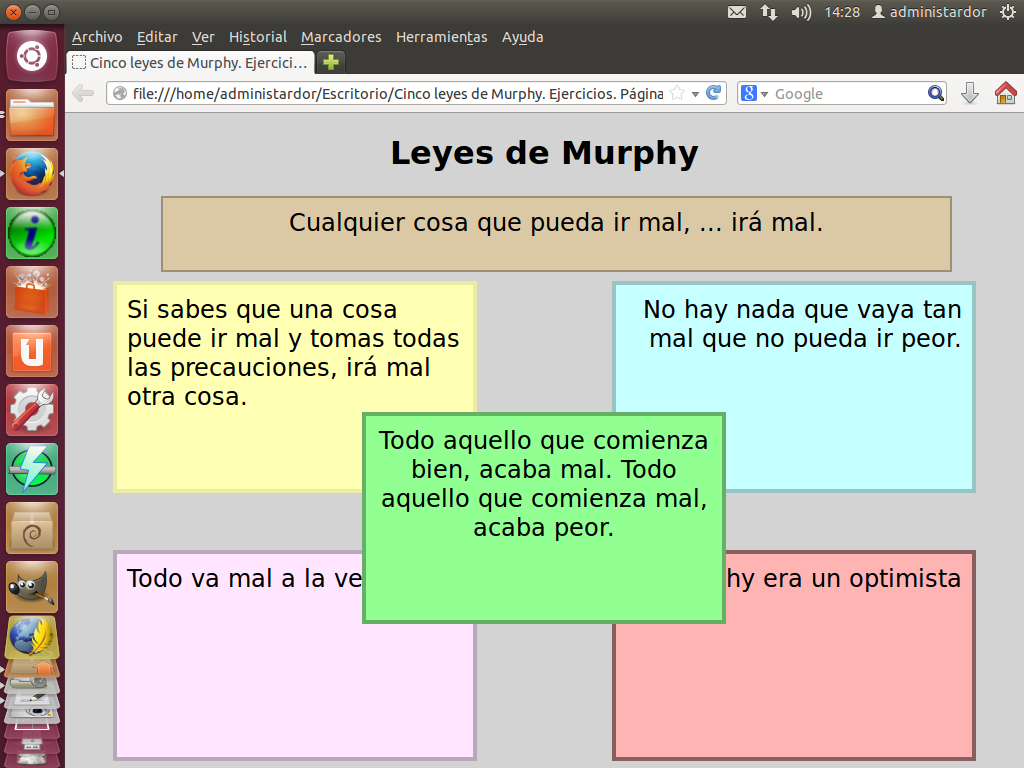 14:28 administardor
Archivo Editar Ver Historial Marcadores Herramientas Ayuda
Cinco leyes de Murphy. Ejerci...
file:///home/administardor/Escritorio/Cinco leyes de Murphy. Ejercicios. Página
Google
Leyes de Murphy
Cualquier cosa que pueda ir mal, ... irá mal.
Si sabes que una cosa
puede ir mal y tomas todas
las precauciones, irá mal
otra cosa.
No hay nada que vaya tan
mal que no pueda ir peor.
Todo aquello que comienza
bien, acaba mal. Todo
aquello que comienza mal,
acaba peor.
Todo va mal a la ve
hy era un optimista